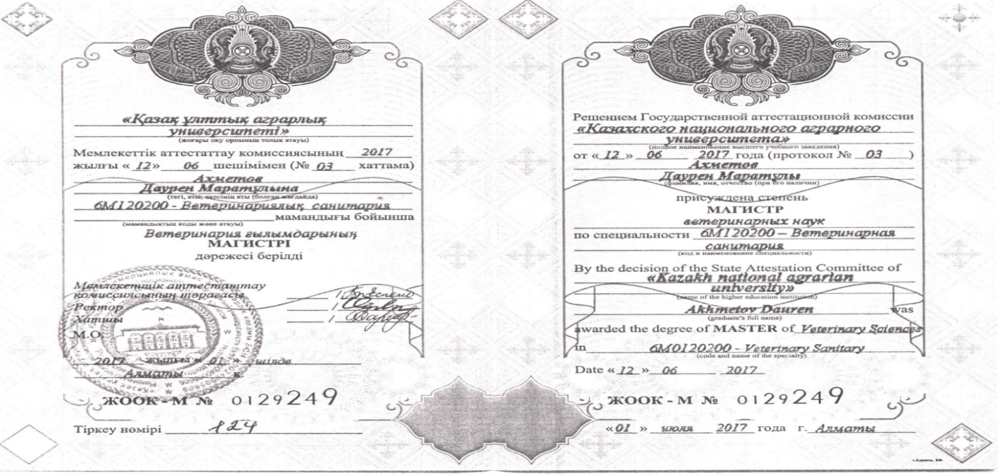 «Қазақ ұлттық аграрлық
университеті»
(жоғары оқу орнының толық атауы)
Мемлекеттік аттестаттау комиссиясының 2017
жылғы « 12» 06 шешімімен (№ 03 хаттама)
Ахметов
Даурен Маратұлына
(тегі, аты, әкесінің аты (болған жағдайда)
6М120200 - Ветеринариялық санитария
мамандығы бойынша
(мамандықтың коды және атауы)
Ветеринария ғылымдарының
МАГИСТРІ
дәрежесі берілді
Мемлекеттік аттестаттау
комиссиясының төрағасы
Ректор
Хатшы
М.О.
2017 жылғы « 01 » шілде
Алматы қ.
ЖООК - М № 0129249
Тіркеу нөмірі 124
Решением Государственной аттестационной комиссии
«Казахского национального аграрного
университета»
(полное наименование высшего учебного заведения)
от « 12 » 06 2017 года (протокол № 03 )
Ахметов
Даурен Маратұлы
(фамилия, имя, отчество (при его наличии)
присуждена степень
МАГИСТР
ветеринарных наук
по специальности 6М120200 – Ветеринарная
санитария
(код и наименование специальности)
By the decision of the State Attestation Committee of
«Kazakh national agrarian
university»
(name of the higher education institution)
Akhmetov Dauren was
(graduate's full name)
awarded the degree of MASTER of Veterinary Sciences
in 6M0120200 - Veterinary Sanitary
(code and name of the specialty)
Date « 12 » 06 2017
ЖООК - М № 0129249
«01 » июля 2017 года г. Алматы